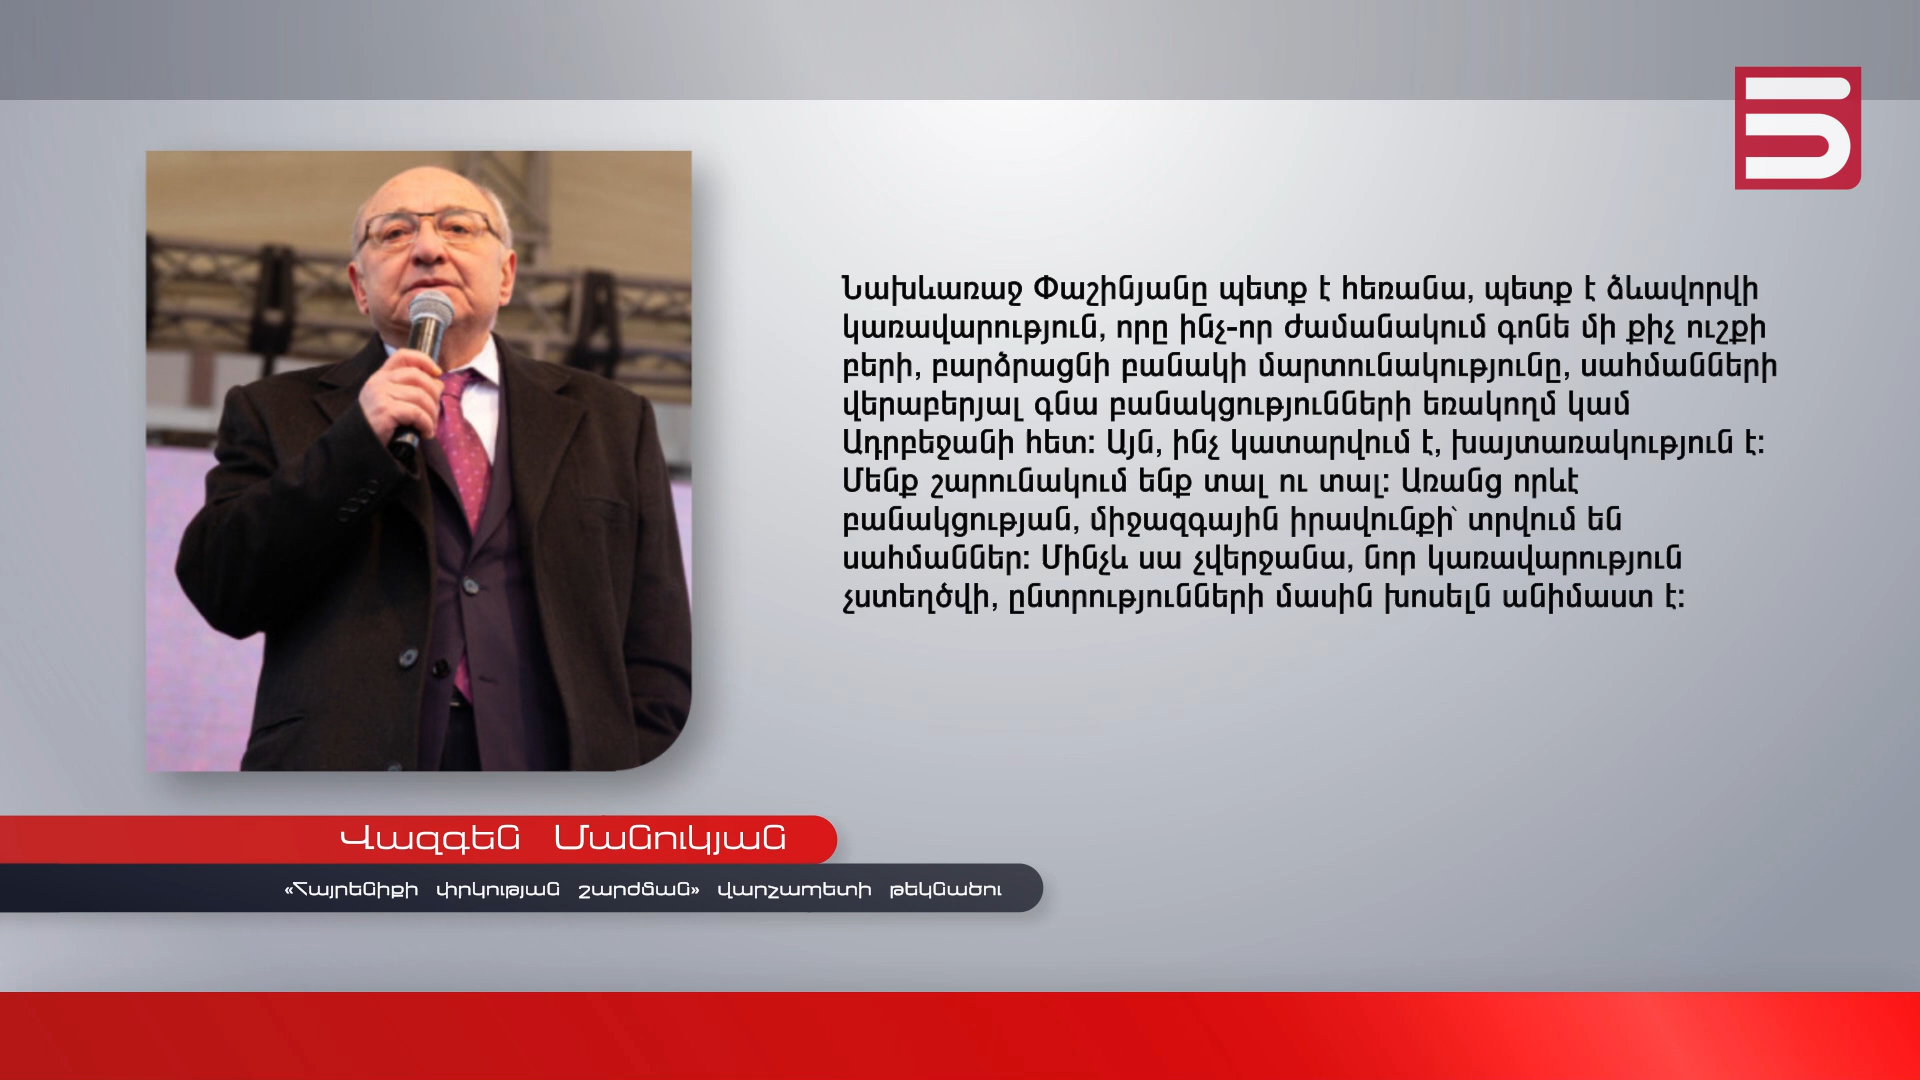 Նախևառաջ Փաշինյանը պետք է հեռանա, պետք է ձևավորվի
կառավարություն, որը ինչ-որ ժամանակում գոնե մի քիչ ուշքի
բերի, բարձրացնի բանակի մարտունակությունը, սահմանների
վերաբերյալ գնա բանակցությունների եռակողմ կամ
Ադրբեջանի հետ: Այն, ինչ կատարվում է, խայտառակություն է:
Մենք շարունակում ենք տալ ու տալ: Առանց որևէ
բանակցության, միջազգային իրավունքի՝ տրվում են
սահմաններ: Մինչև սա չվերջանա, նոր կառավարություն
չստեղծվի, ընտրությունների մասին խոսելն անիմաստ է:
Վազգեն Մանուկյան
«Հայրենիքի փրկության շարժման» վարչապետի թեկնածու